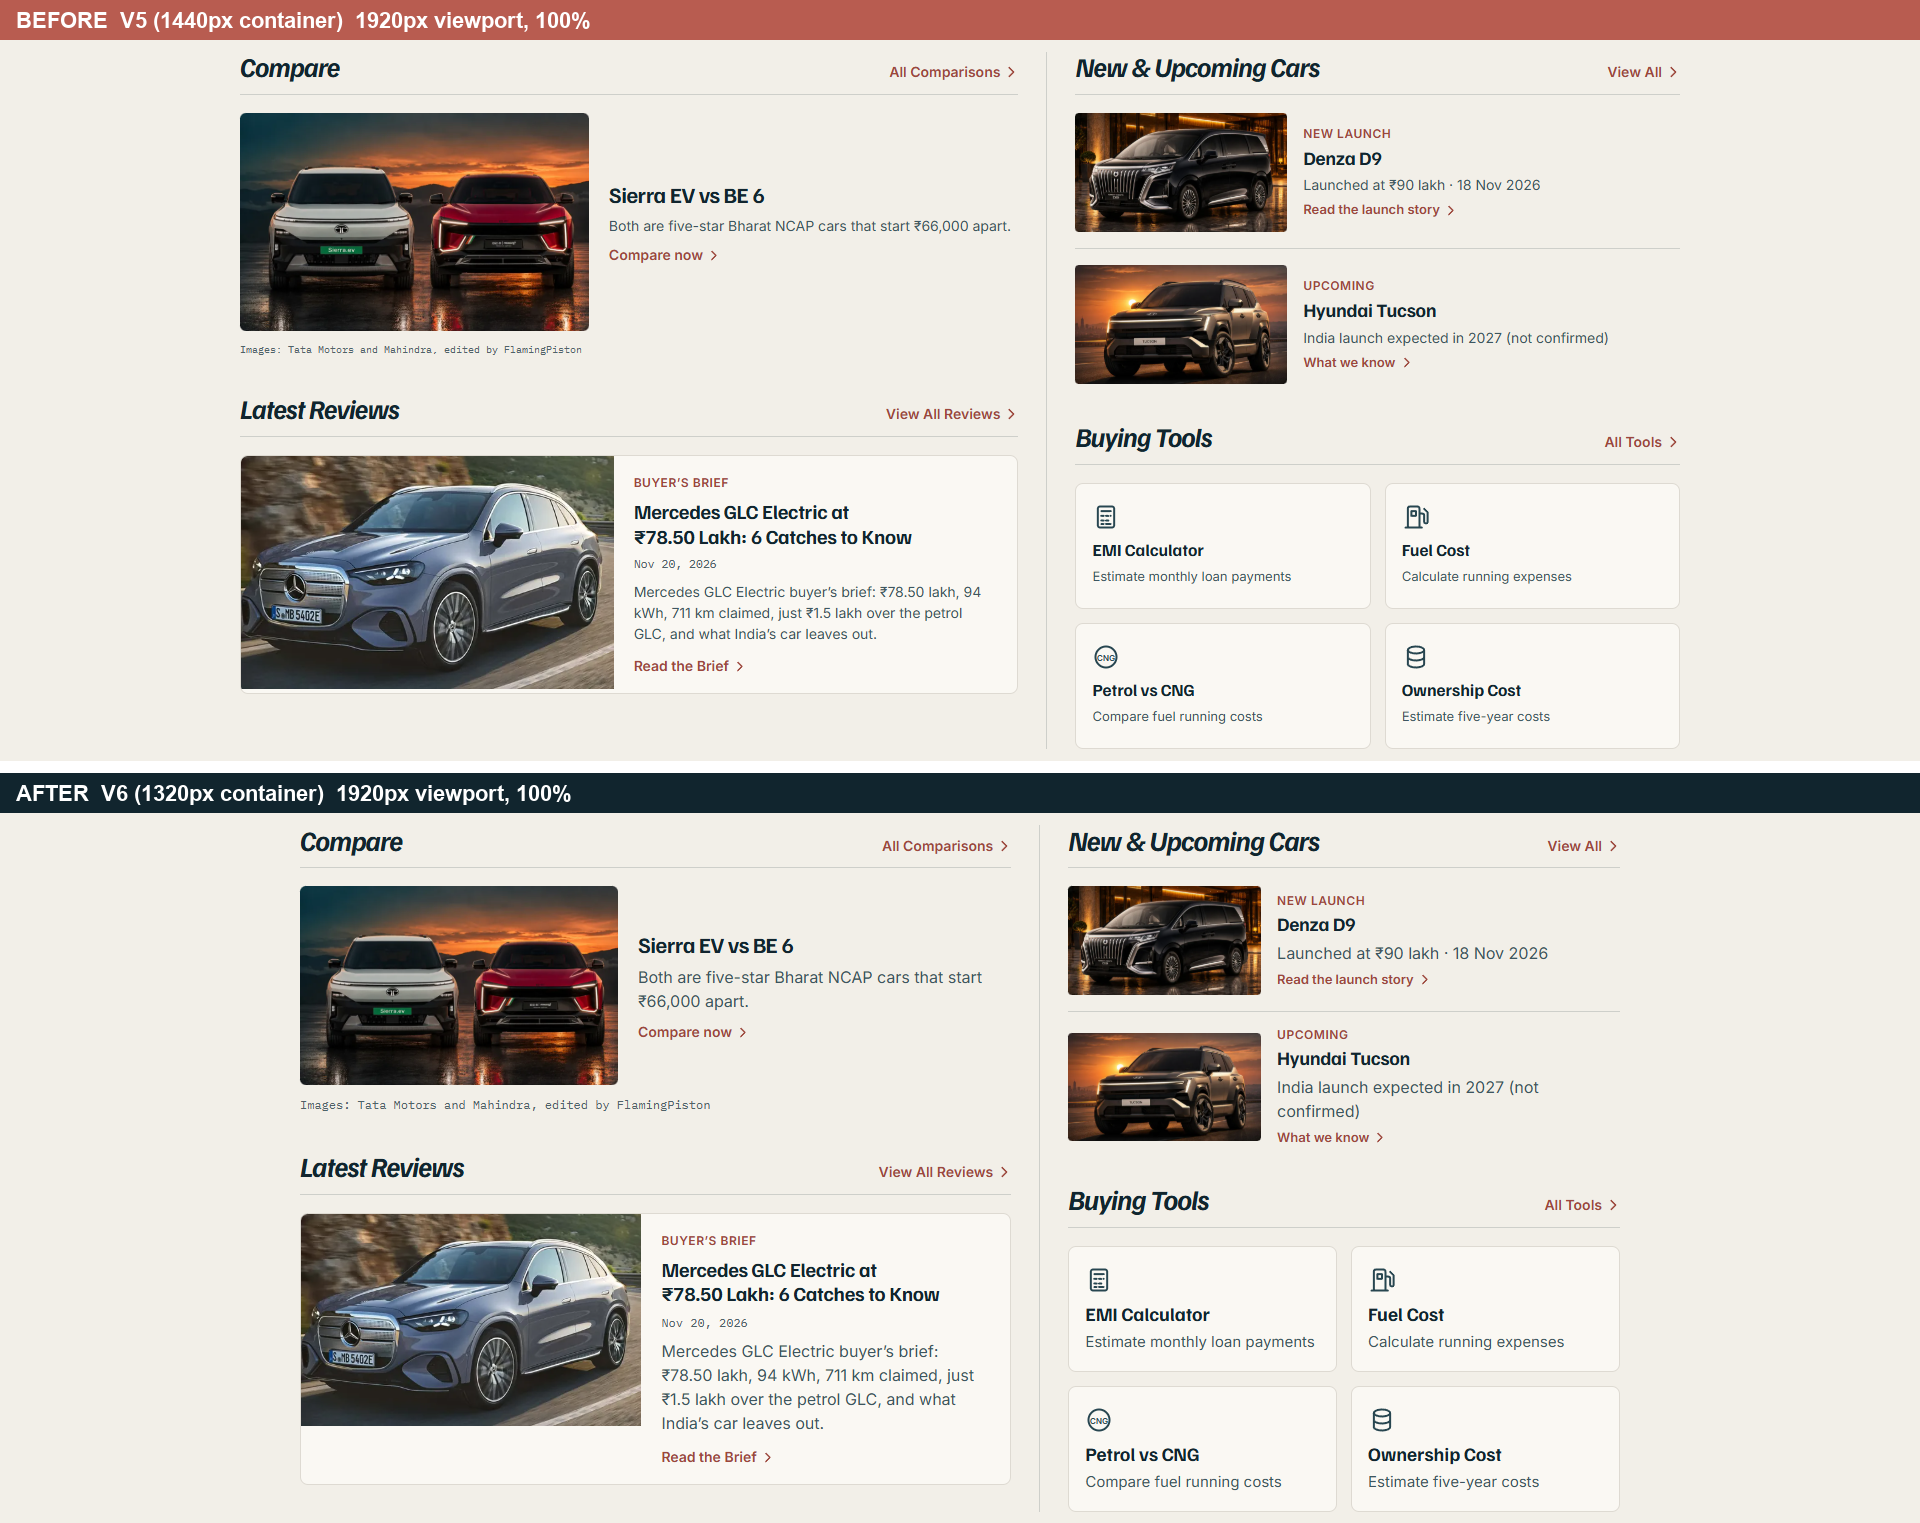 BEFORE V5 (1440px container) 1920px viewport, 100%
Compare
All Comparisons
Sierra.ev
Sierra EV vs BE 6
Both are five-star Bharat NCAP cars that start ₹66,000 apart.
Compare now
Images: Tata Motors and Mahindra, edited by FlamingPiston
Latest Reviews
View All Reviews
S·MB 5402E
BUYER’S BRIEF
Mercedes GLC Electric at
₹78.50 Lakh: 6 Catches to Know
Nov 20, 2026
Mercedes GLC Electric buyer’s brief: ₹78.50 lakh, 94
kWh, 711 km claimed, just ₹1.5 lakh over the petrol
GLC, and what India’s car leaves out.
Read the Brief
New & Upcoming Cars
View All
NEW LAUNCH
Denza D9
Launched at ₹90 lakh · 18 Nov 2026
Read the launch story
TUCSON
UPCOMING
Hyundai Tucson
India launch expected in 2027 (not confirmed)
What we know
Buying Tools
All Tools
EMI Calculator
Estimate monthly loan payments
Fuel Cost
Calculate running expenses
CNG
Petrol vs CNG
Compare fuel running costs
Ownership Cost
Estimate five-year costs
AFTER V6 (1320px container) 1920px viewport, 100%
Compare
All Comparisons
Sierra.ev
Sierra EV vs BE 6
Both are five-star Bharat NCAP cars that start
₹66,000 apart.
Compare now
Images: Tata Motors and Mahindra, edited by FlamingPiston
Latest Reviews
View All Reviews
S·MB 5402E
BUYER’S BRIEF
Mercedes GLC Electric at
₹78.50 Lakh: 6 Catches to Know
Nov 20, 2026
Mercedes GLC Electric buyer’s brief:
₹78.50 lakh, 94 kWh, 711 km claimed, just
₹1.5 lakh over the petrol GLC, and what
India’s car leaves out.
Read the Brief
New & Upcoming Cars
View All
NEW LAUNCH
Denza D9
Launched at ₹90 lakh · 18 Nov 2026
Read the launch story
TUCSON
UPCOMING
Hyundai Tucson
India launch expected in 2027 (not
confirmed)
What we know
Buying Tools
All Tools
EMI Calculator
Estimate monthly loan payments
Fuel Cost
Calculate running expenses
CNG
Petrol vs CNG
Compare fuel running costs
Ownership Cost
Estimate five-year costs